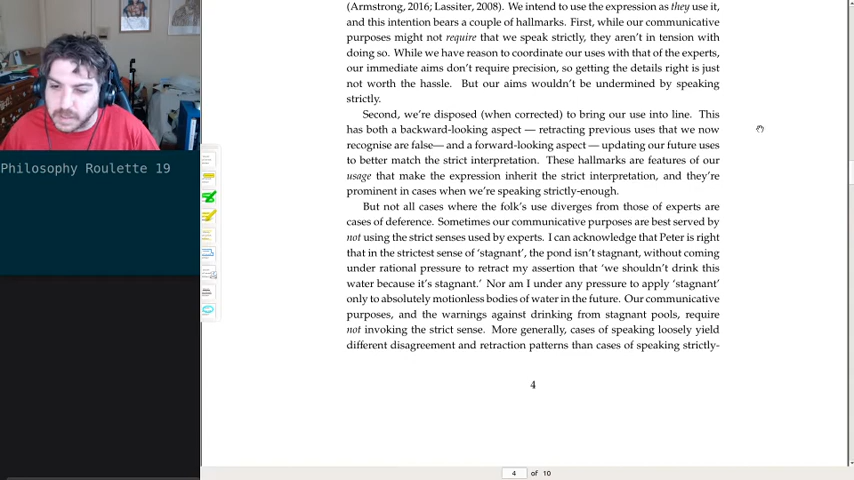 (Armstrong, 2016; Lassiter, 2008). We intend to use the expression as they use it,
and this intention bears a couple of hallmarks. First, while our communicative
purposes might not require that we speak strictly, they aren't in tension with
doing so. While we have reason to coordinate our uses with that of the experts,
our immediate aims don't require precision, so getting the details right is just
not worth the hassle. But our aims wouldn't be undermined by speaking
strictly.
Second, we're disposed (when corrected) to bring our use into line. This
has both a backward-looking aspect — retracting previous uses that we now
recognise are false— and a forward-looking aspect — updating our future uses
to better match the strict interpretation. These hallmarks are features of our
usage that make the expression inherit the strict interpretation, and they're
prominent in cases when we're speaking strictly-enough.
But not all cases where the folk's use diverges from those of experts are
cases of deference. Sometimes our communicative purposes are best served by
not using the strict senses used by experts. I can acknowledge that Peter is right
that in the strictest sense of 'stagnant', the pond isn't stagnant, without coming
under rational pressure to retract my assertion that 'we shouldn't drink this
water because it's stagnant.' Nor am I under any pressure to apply 'stagnant'
only to absolutely motionless bodies of water in the future. Our communicative
purposes, and the warnings against drinking from stagnant pools, require
not invoking the strict sense. More generally, cases of speaking loosely yield
different disagreement and retraction patterns than cases of speaking strictly-
4
Philosophy Roulette 19
4 of 10